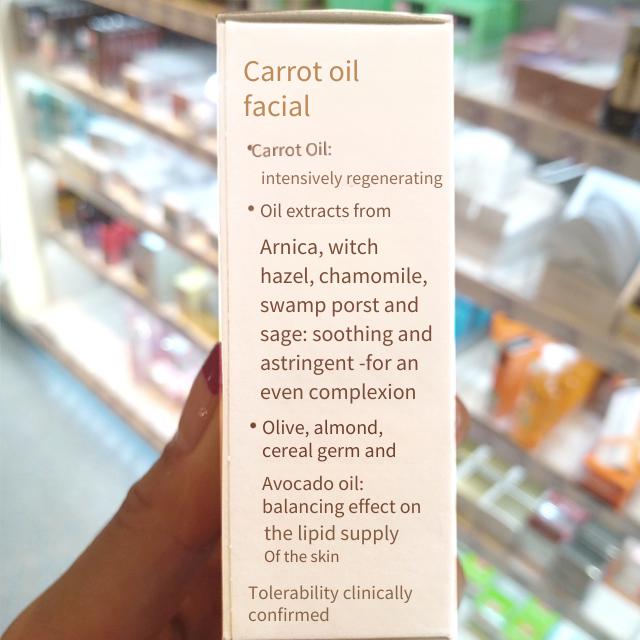 Carrot oil
facial
•Carrot Oil:
intensively regenerating
• Oil extracts from
Arnica, witch
hazel, chamomile,
swamp porst and
sage: soothing and
astringent -for an
even complexion
• Olive, almond,
cereal germ and
Avocado oil:
balancing effect on
the lipid supply
Of the skin
Tolerability clinically
confirmed